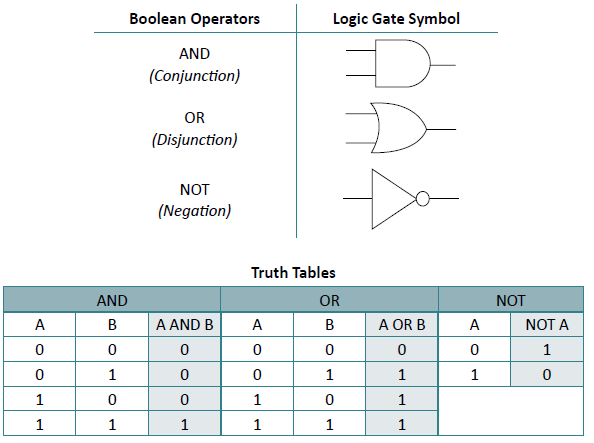 Boolean Operators Logic Gate Symbol
AND
(Conjunction)
OR
(Disjunction)
NOT
(Negation)
Truth Tables
AND OR NOT
A B A AND B A B A OR B A NOT A
0 0 0 0 0 0 0 1
0 1 0 0 1 1 1 0
1 0 0 1 0 1
1 1 1 1 1 1